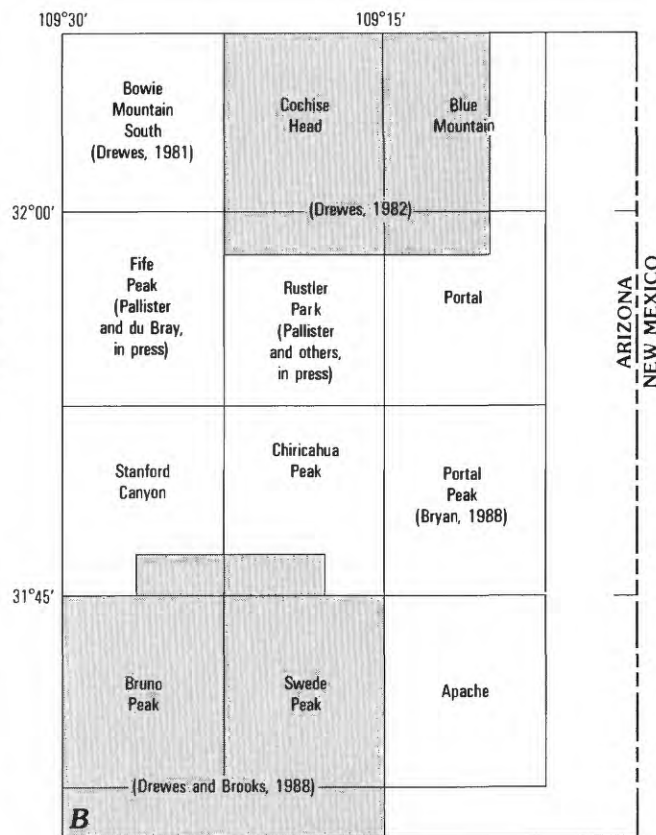 109°30′
109°15′
Bowie
Mountain
South
(Drewes, 1981)
Cochise
Head
Blue
Mountain
(Drewes, 1982)
32°00′
Fife
Peak
(Pallister
and du Bray,
in press)
Rustler
Park
(Pallister
and others,
in press)
Portal
ARIZONA
NEW MEXICO
Stanford
Canyon
Chiricahua
Peak
Portal
Peak
(Bryan, 1988)
31°45′
Bruno
Peak
Swede
Peak
Apache
(Drewes and Brooks, 1988)
B